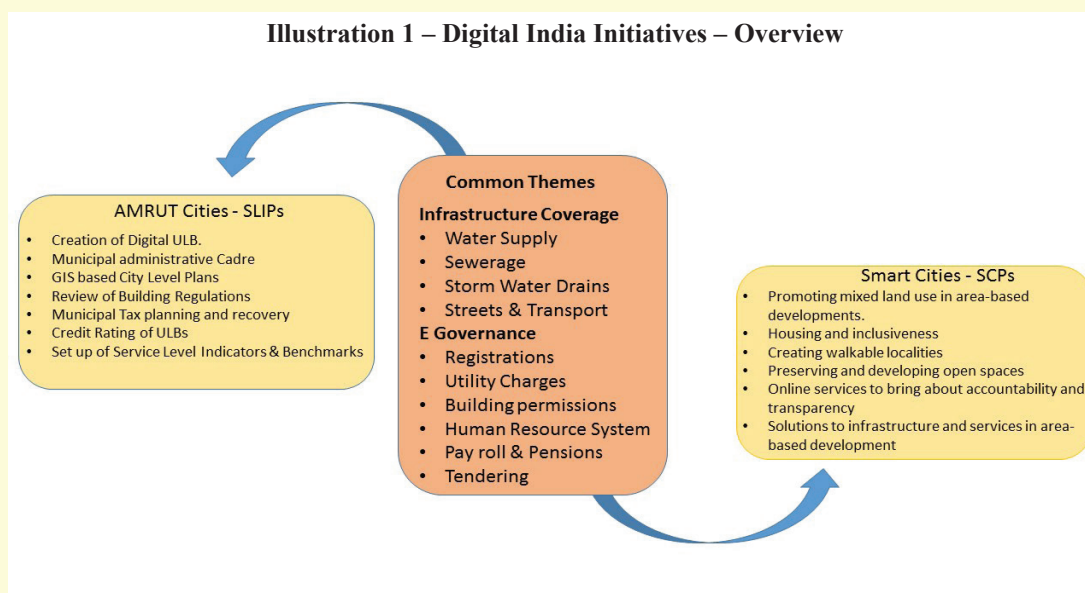 Illustration 1 – Digital India Initiatives – Overview
AMRUT Cities - SLIPs
• Creation of Digital ULB.
• Municipal administrative Cadre
• GIS based City Level Plans
• Review of Building Regulations
• Municipal Tax planning and recovery
• Credit Rating of ULBs
• Set up of Service Level Indicators & Benchmarks
Common Themes
Infrastructure Coverage
• Water Supply
• Sewerage
• Storm Water Drains
• Streets & Transport
E Governance
• Registrations
• Utility Charges
• Building permissions
• Human Resource System
• Pay roll & Pensions
• Tendering
Smart Cities - SCPs
• Promoting mixed land use in area-based
developments.
• Housing and inclusiveness
• Creating walkable localities
• Preserving and developing open spaces
• Online services to bring about accountability and
transparency
• Solutions to infrastructure and services in area-
based development